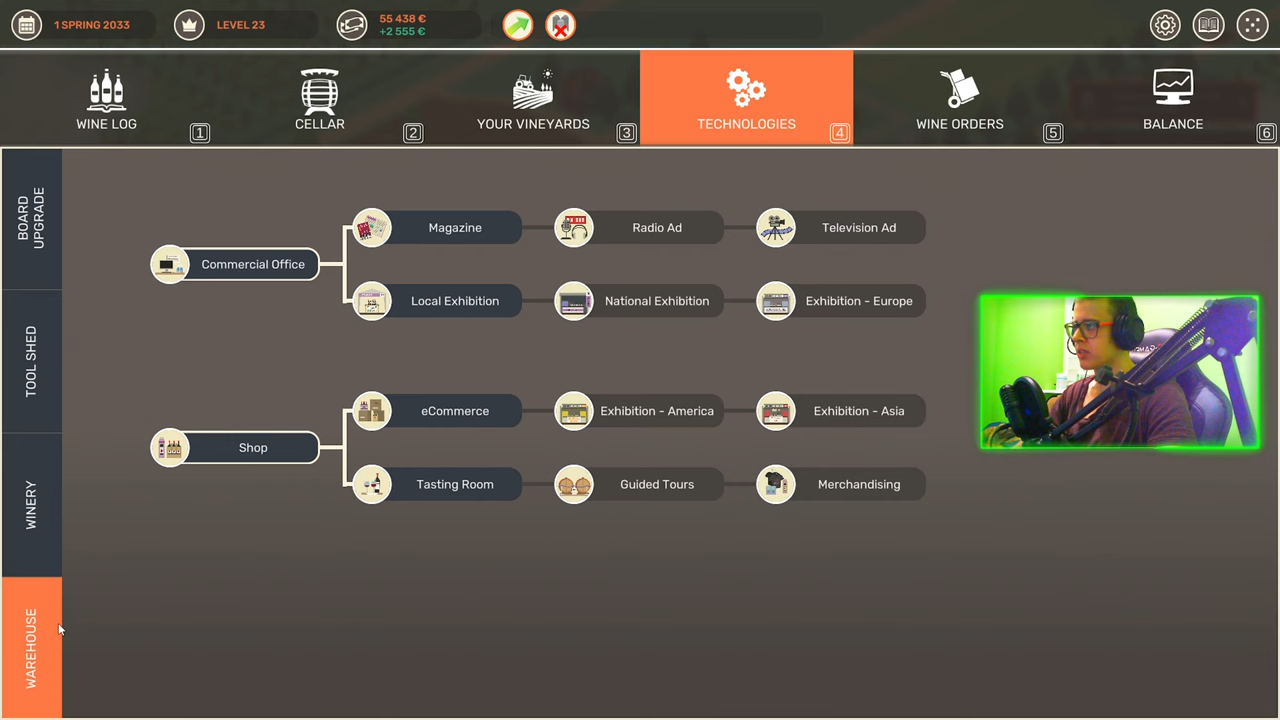 1 SPRING 2033
LEVEL 23
55 438 €
+2 555 €
WINE LOG
1
CELLAR
2
YOUR VINEYARDS
3
TECHNOLOGIES
4
WINE ORDERS
5
BALANCE
6
BOARD
UPGRADE
TOOL SHED
WINERY
WAREHOUSE
Commercial Office
Magazine
Radio Ad
Television Ad
Local Exhibition
National Exhibition
Exhibition - Europe
Shop
eCommerce
Exhibition - America
Exhibition - Asia
Tasting Room
Guided Tours
Merchandising